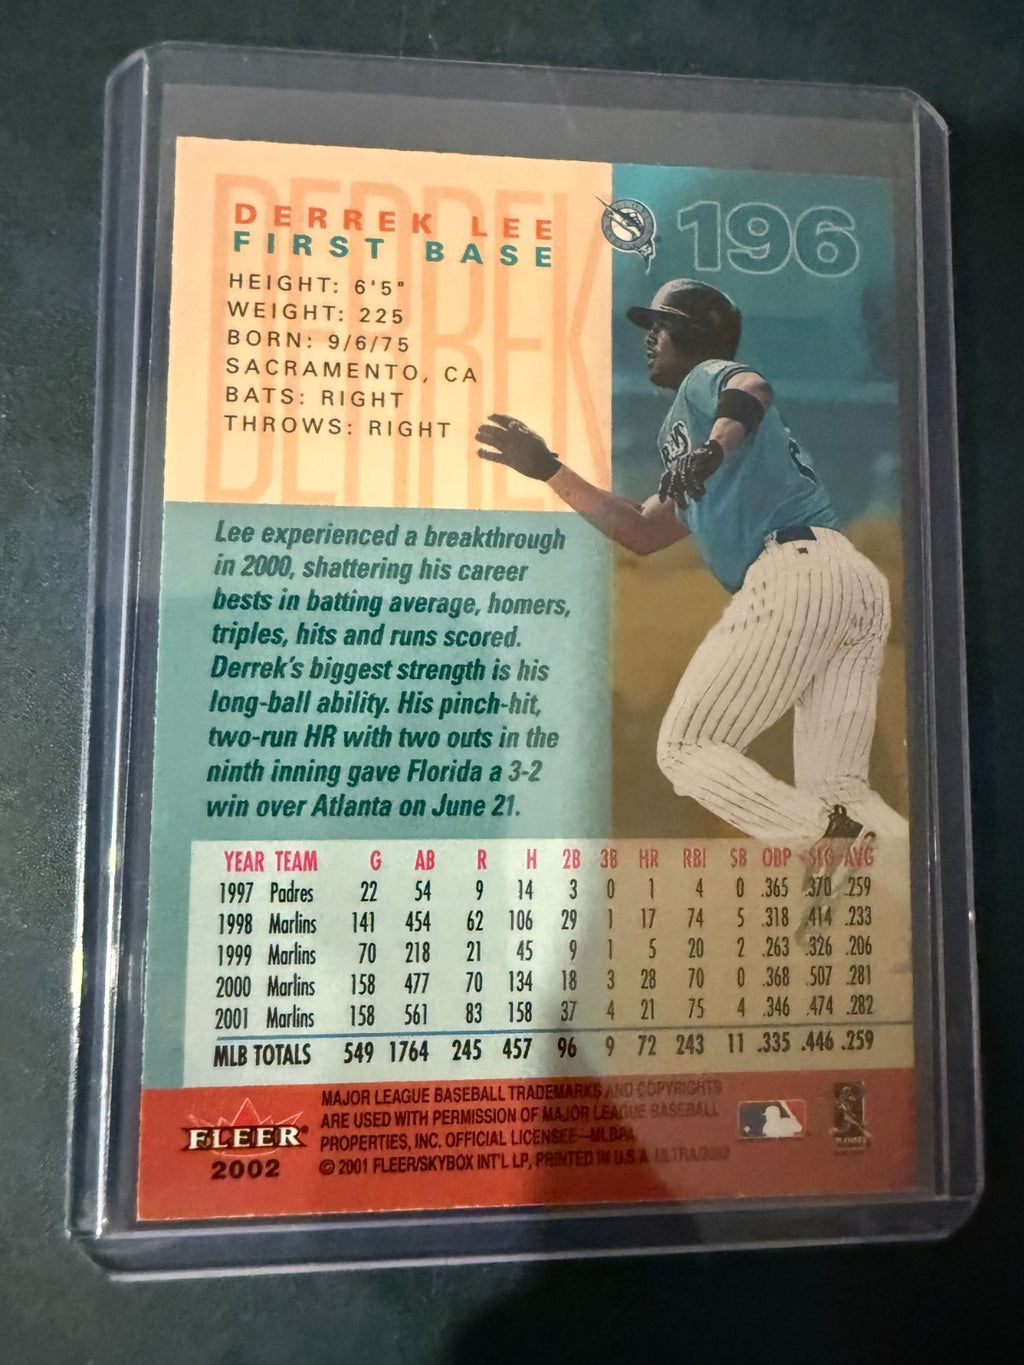 DERREK
DERREK LEE
FIRST BASE
HEIGHT: 6'5"
WEIGHT: 225
BORN: 9/6/75
SACRAMENTO, CA
BATS: RIGHT
THROWS: RIGHT
196
Lee experienced a breakthrough
in 2000, shattering his career
bests in batting average, homers,
triples, hits and runs scored.
Derrek's biggest strength is his
long-ball ability. His pinch-hit,
two-run HR with two outs in the
ninth inning gave Florida a 3-2
win over Atlanta on June 21.
YEAR TEAM G AB R H 2B 3B HR RBI SB OBP SLG AVG
1997 Padres 22 54 9 14 3 0 1 4 0 .365 .370 .259
1998 Marlins 141 454 62 106 29 1 17 74 5 .318 .414 .233
1999 Marlins 70 218 21 45 9 1 5 20 2 .263 .326 .206
2000 Marlins 158 477 70 134 18 3 28 70 0 .368 .507 .281
2001 Marlins 158 561 83 158 37 4 21 75 4 .346 .474 .282
MLB TOTALS 549 1764 245 457 96 9 72 243 11 .335 .446 .259
FLEER
2002
MAJOR LEAGUE BASEBALL TRADEMARKS AND COPYRIGHTS
ARE USED WITH PERMISSION OF MAJOR LEAGUE BASEBALL
PROPERTIES, INC. OFFICIAL LICENSEE—MLBPA
© 2001 FLEER/SKYBOX INT'L LP, PRINTED IN U.S.A. ULTRA/2002